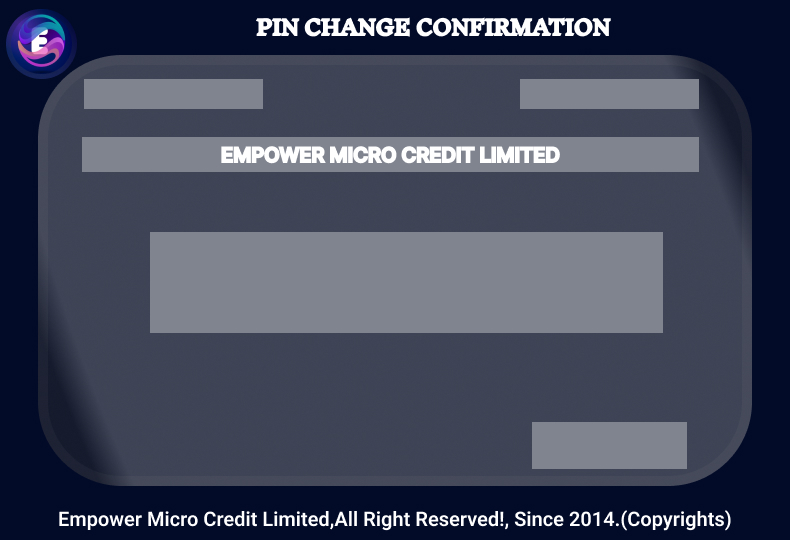 PIN CHANGE CONFIRMATION
E
EMPOWER MICRO CREDIT LIMITED
Empower Micro Credit Limited,All Right Reserved!, Since 2014.(Copyrights)